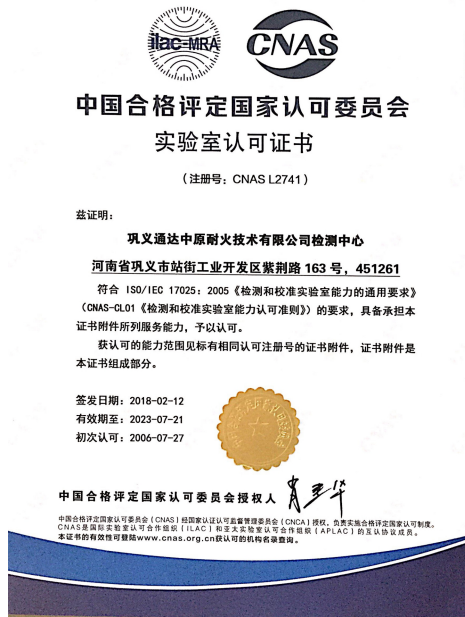 ilac-MRA
CNAS
中国合格评定国家认可委员会
实验室认可证书
（注册号：CNAS L2741）
兹证明：
巩义通达中原耐火技术有限公司检测中心
河南省巩义市站街工业开发区紫荆路 163 号，451261
符合 ISO/IEC 17025：2005《检测和校准实验室能力的通用要求》
（CNAS-CL01《检测和校准实验室能力认可准则》）的要求，具备承担本
证书附件所列服务能力，予以认可。
获认可的能力范围见标有相同认可注册号的证书附件，证书附件是
本证书组成部分。
签发日期：2018-02-12
有效期至：2023-07-21
初次认可：2006-07-27
中国合格评定国家认可委员会授权人
中国合格评定国家认可委员会（CNAS）经国家认证认可监督管理委员会（CNCA）授权，负责实施合格评定国家认可制度。
CNAS是国际实验室认可合作组织（ILAC）和亚太实验室认可合作组织（APLAC）的互认协议成员。
本证书的有效性可登陆www.cnas.org.cn获认可的机构名录查询。